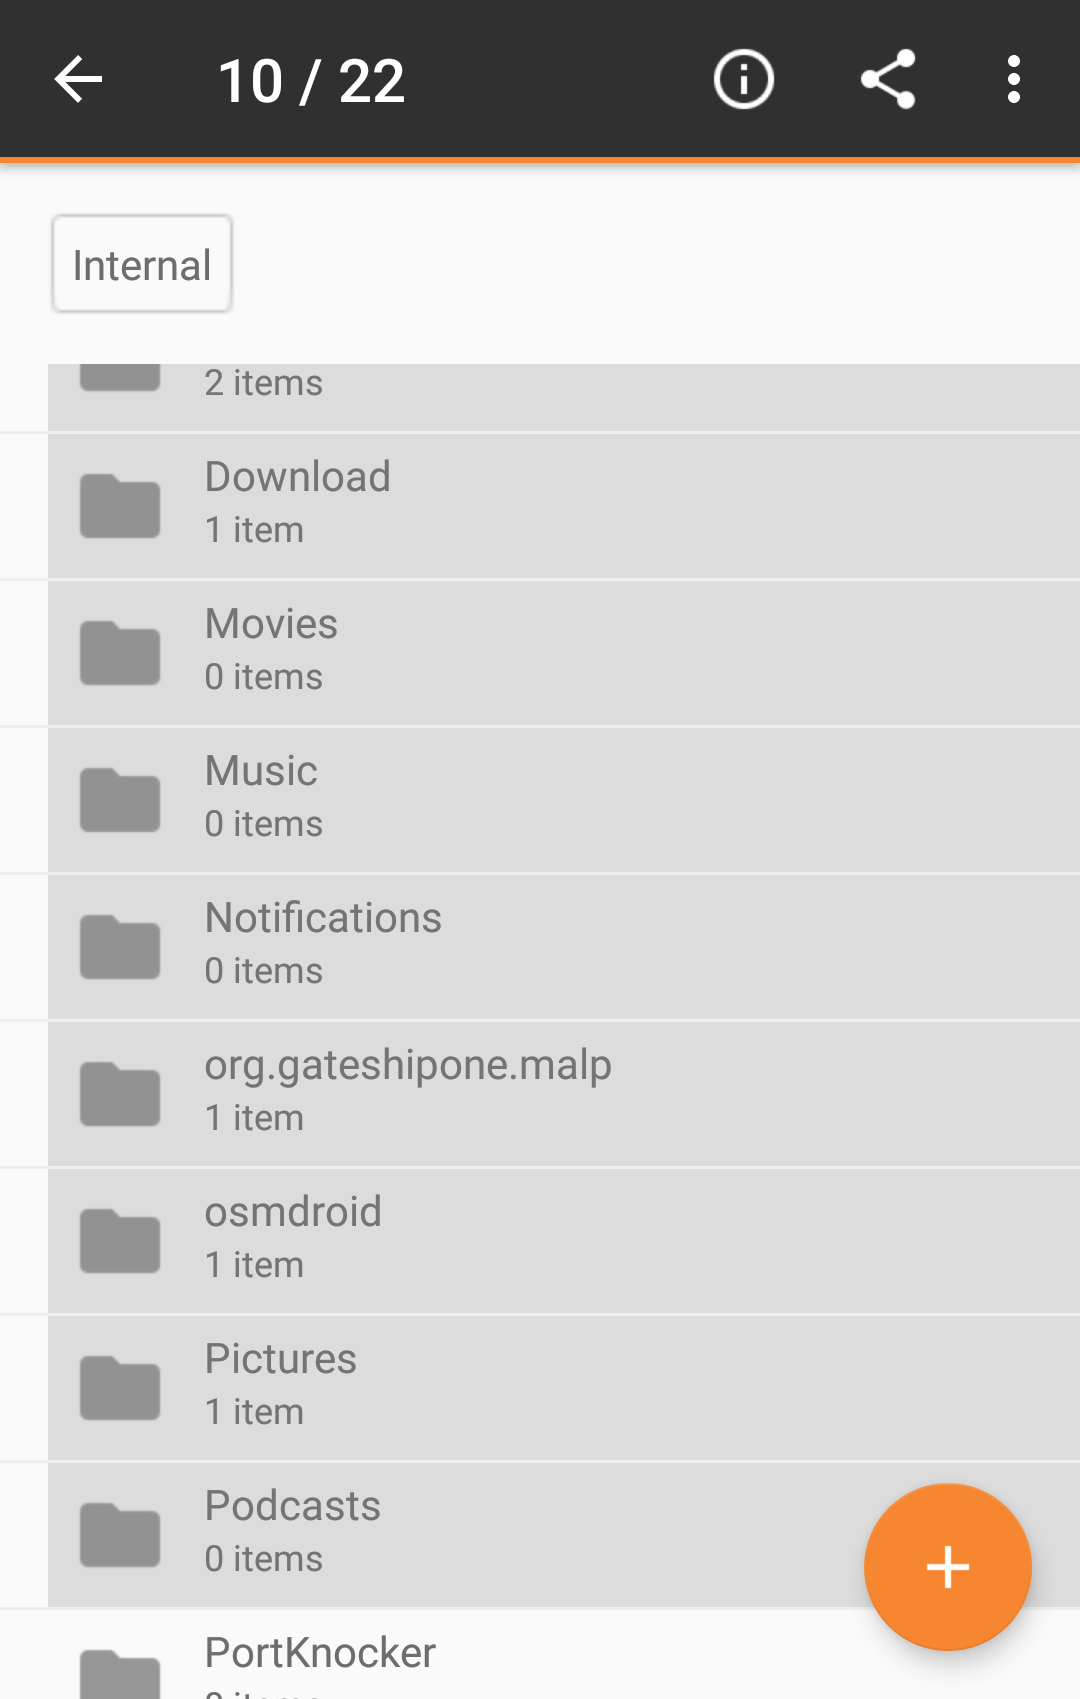 10 / 22
Internal
2 items
Download
1 item
Movies
0 items
Music
0 items
Notifications
0 items
org.gateshipone.malp
1 item
osmdroid
1 item
Pictures
1 item
Podcasts
0 items
PortKnocker